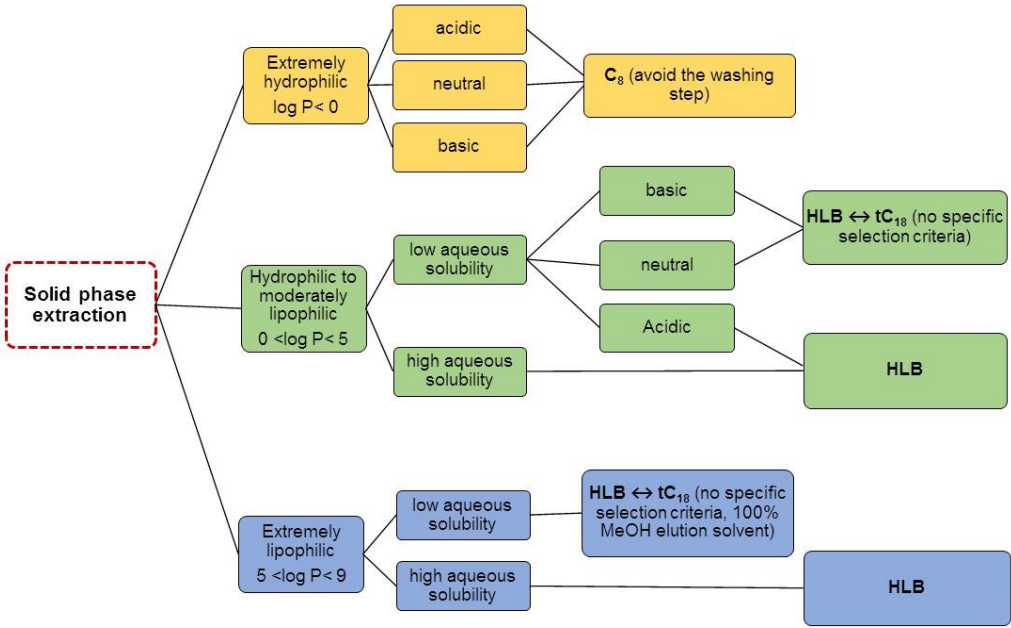 Solid phase
extraction
Extremely
hydrophilic
log P< 0
acidic
neutral
basic
C₈ (avoid the washing
step)
Hydrophilic to
moderately
lipophilic
0 <log P< 5
low aqueous
solubility
high aqueous
solubility
basic
neutral
Acidic
HLB ↔ tC₁₈ (no specific
selection criteria)
HLB
Extremely
lipophilic
5 <log P< 9
low aqueous
solubility
high aqueous
solubility
HLB ↔ tC₁₈ (no specific
selection criteria, 100%
MeOH elution solvent)
HLB